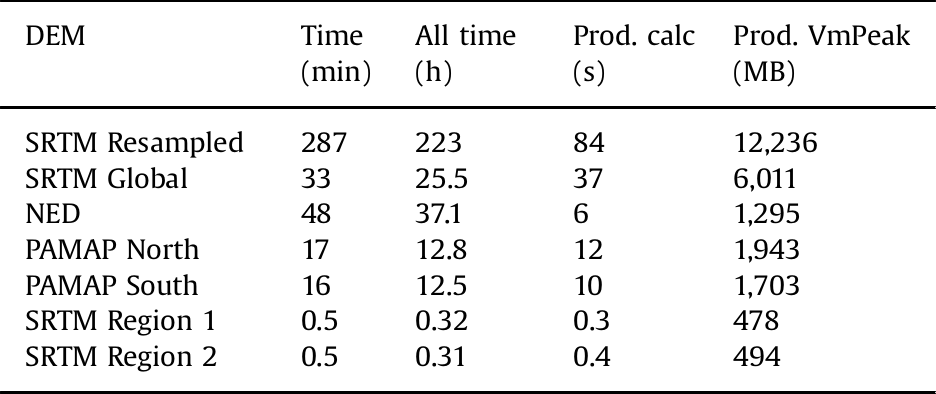 DEM Time All time Prod. calc Prod. VmPeak
(min) (h) (s) (MB)
SRTM Resampled 287 223 84 12,236
SRTM Global 33 25.5 37 6,011
NED 48 37.1 6 1,295
PAMAP North 17 12.8 12 1,943
PAMAP South 16 12.5 10 1,703
SRTM Region 1 0.5 0.32 0.3 478
SRTM Region 2 0.5 0.31 0.4 494